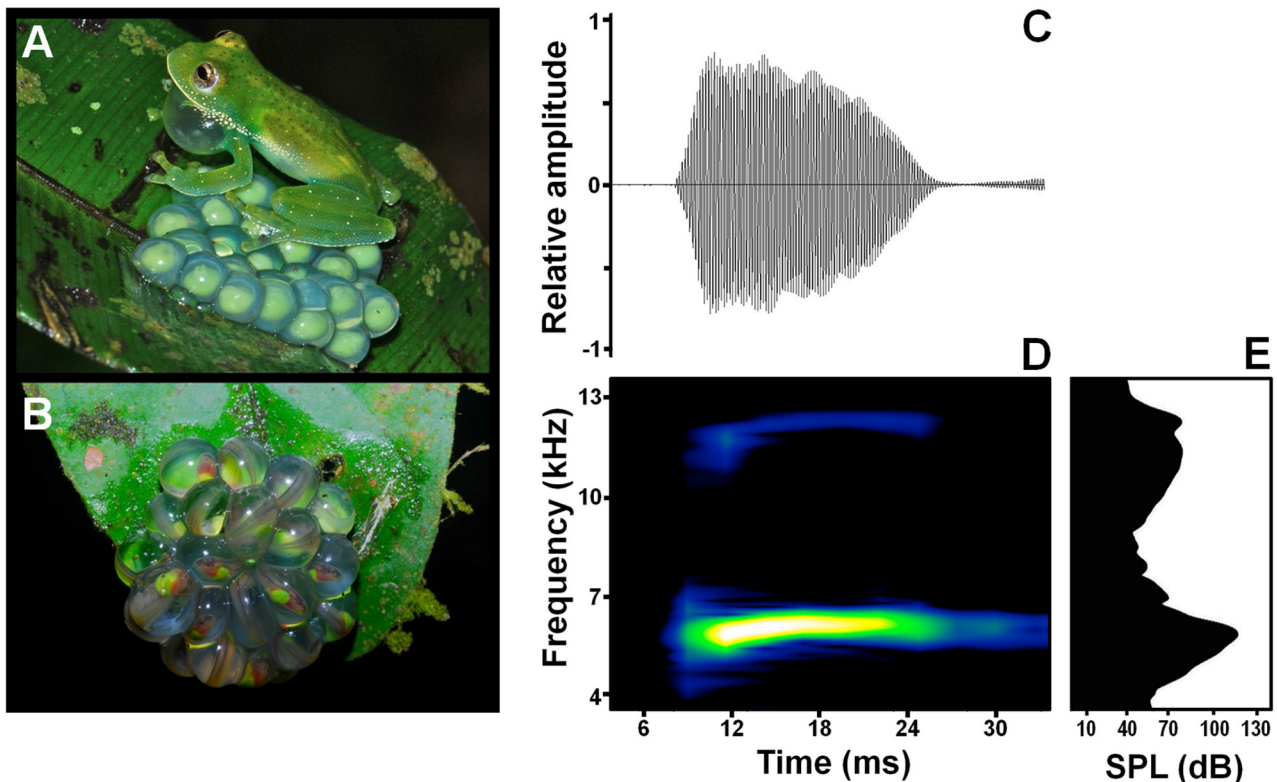 A
B
C
1
0
-1
Relative amplitude
D
13
10
7
4
Frequency (kHz)
6 12 18 24 30
Time (ms)
E
10 40 70 100 130
SPL (dB)